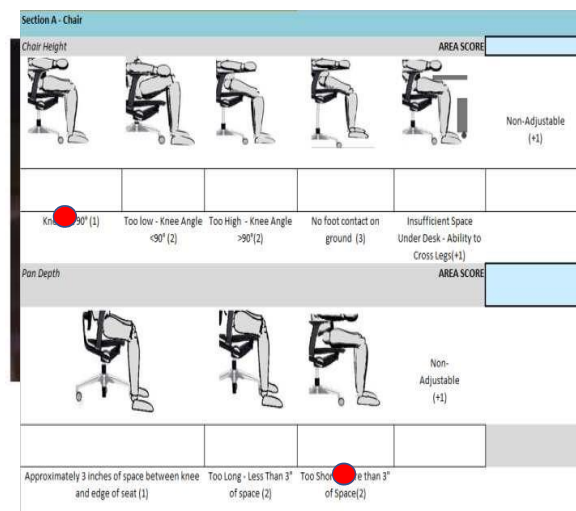 Section A - Chair
Chair Height AREA SCORE
Non-Adjustable
(+1)
90° (1)
Too low - Knee Angle
<90° (2)
Too High - Knee Angle
>90°(2)
No foot contact on
ground (3)
Insufficient Space
Under Desk - Ability to
Cross Legs(+1)
Pan Depth AREA SCORE
Non-
Adjustable
(+1)
Approximately 3 inches of space between knee
and edge of seat (1)
Too Long - Less Than 3"
of space (2)
Too than 3"
of Space(2)